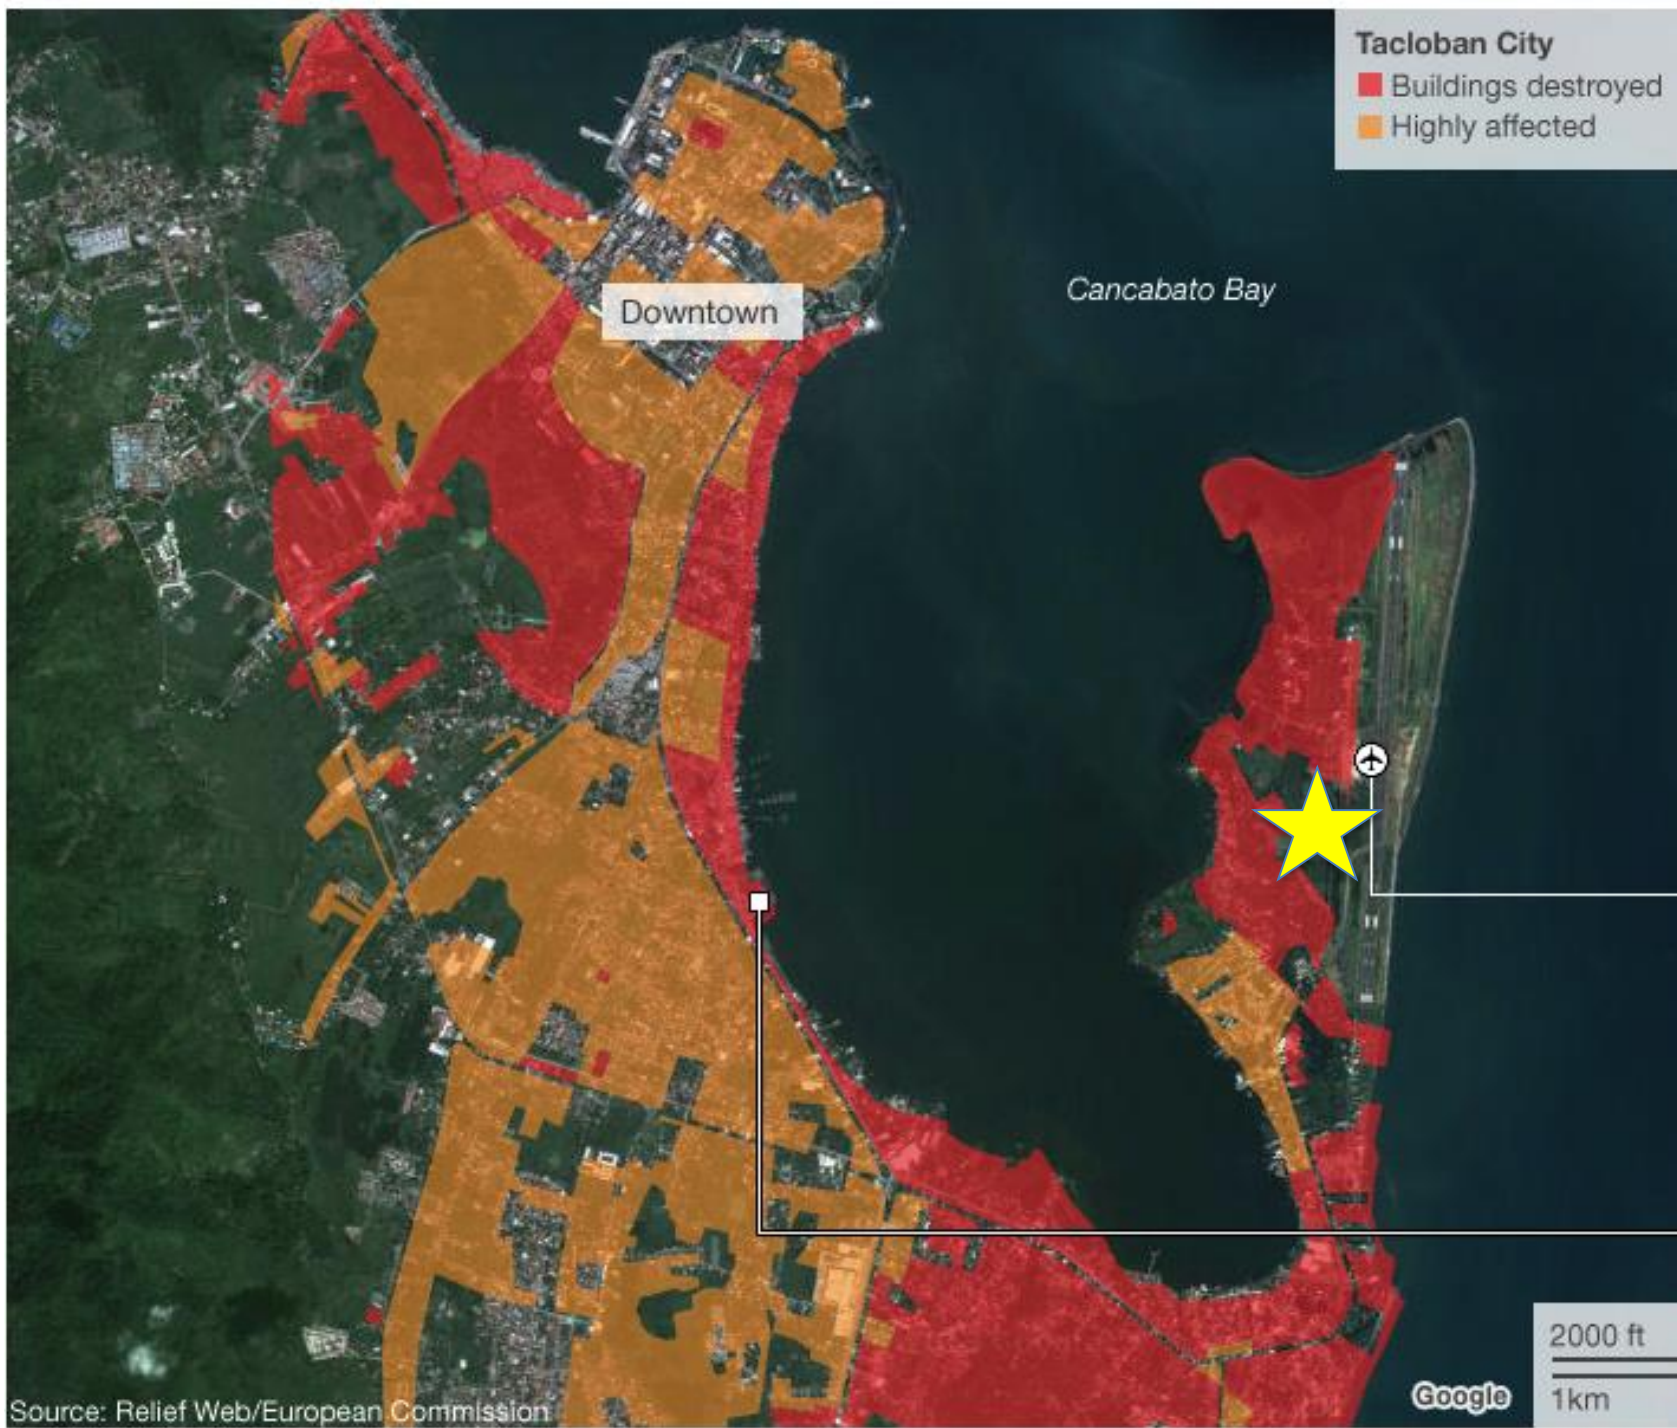 Tacloban City
Buildings destroyed
Highly affected
Cancabato Bay
Downtown
2000 ft
1km
Google
Source: Relief Web/European Commission